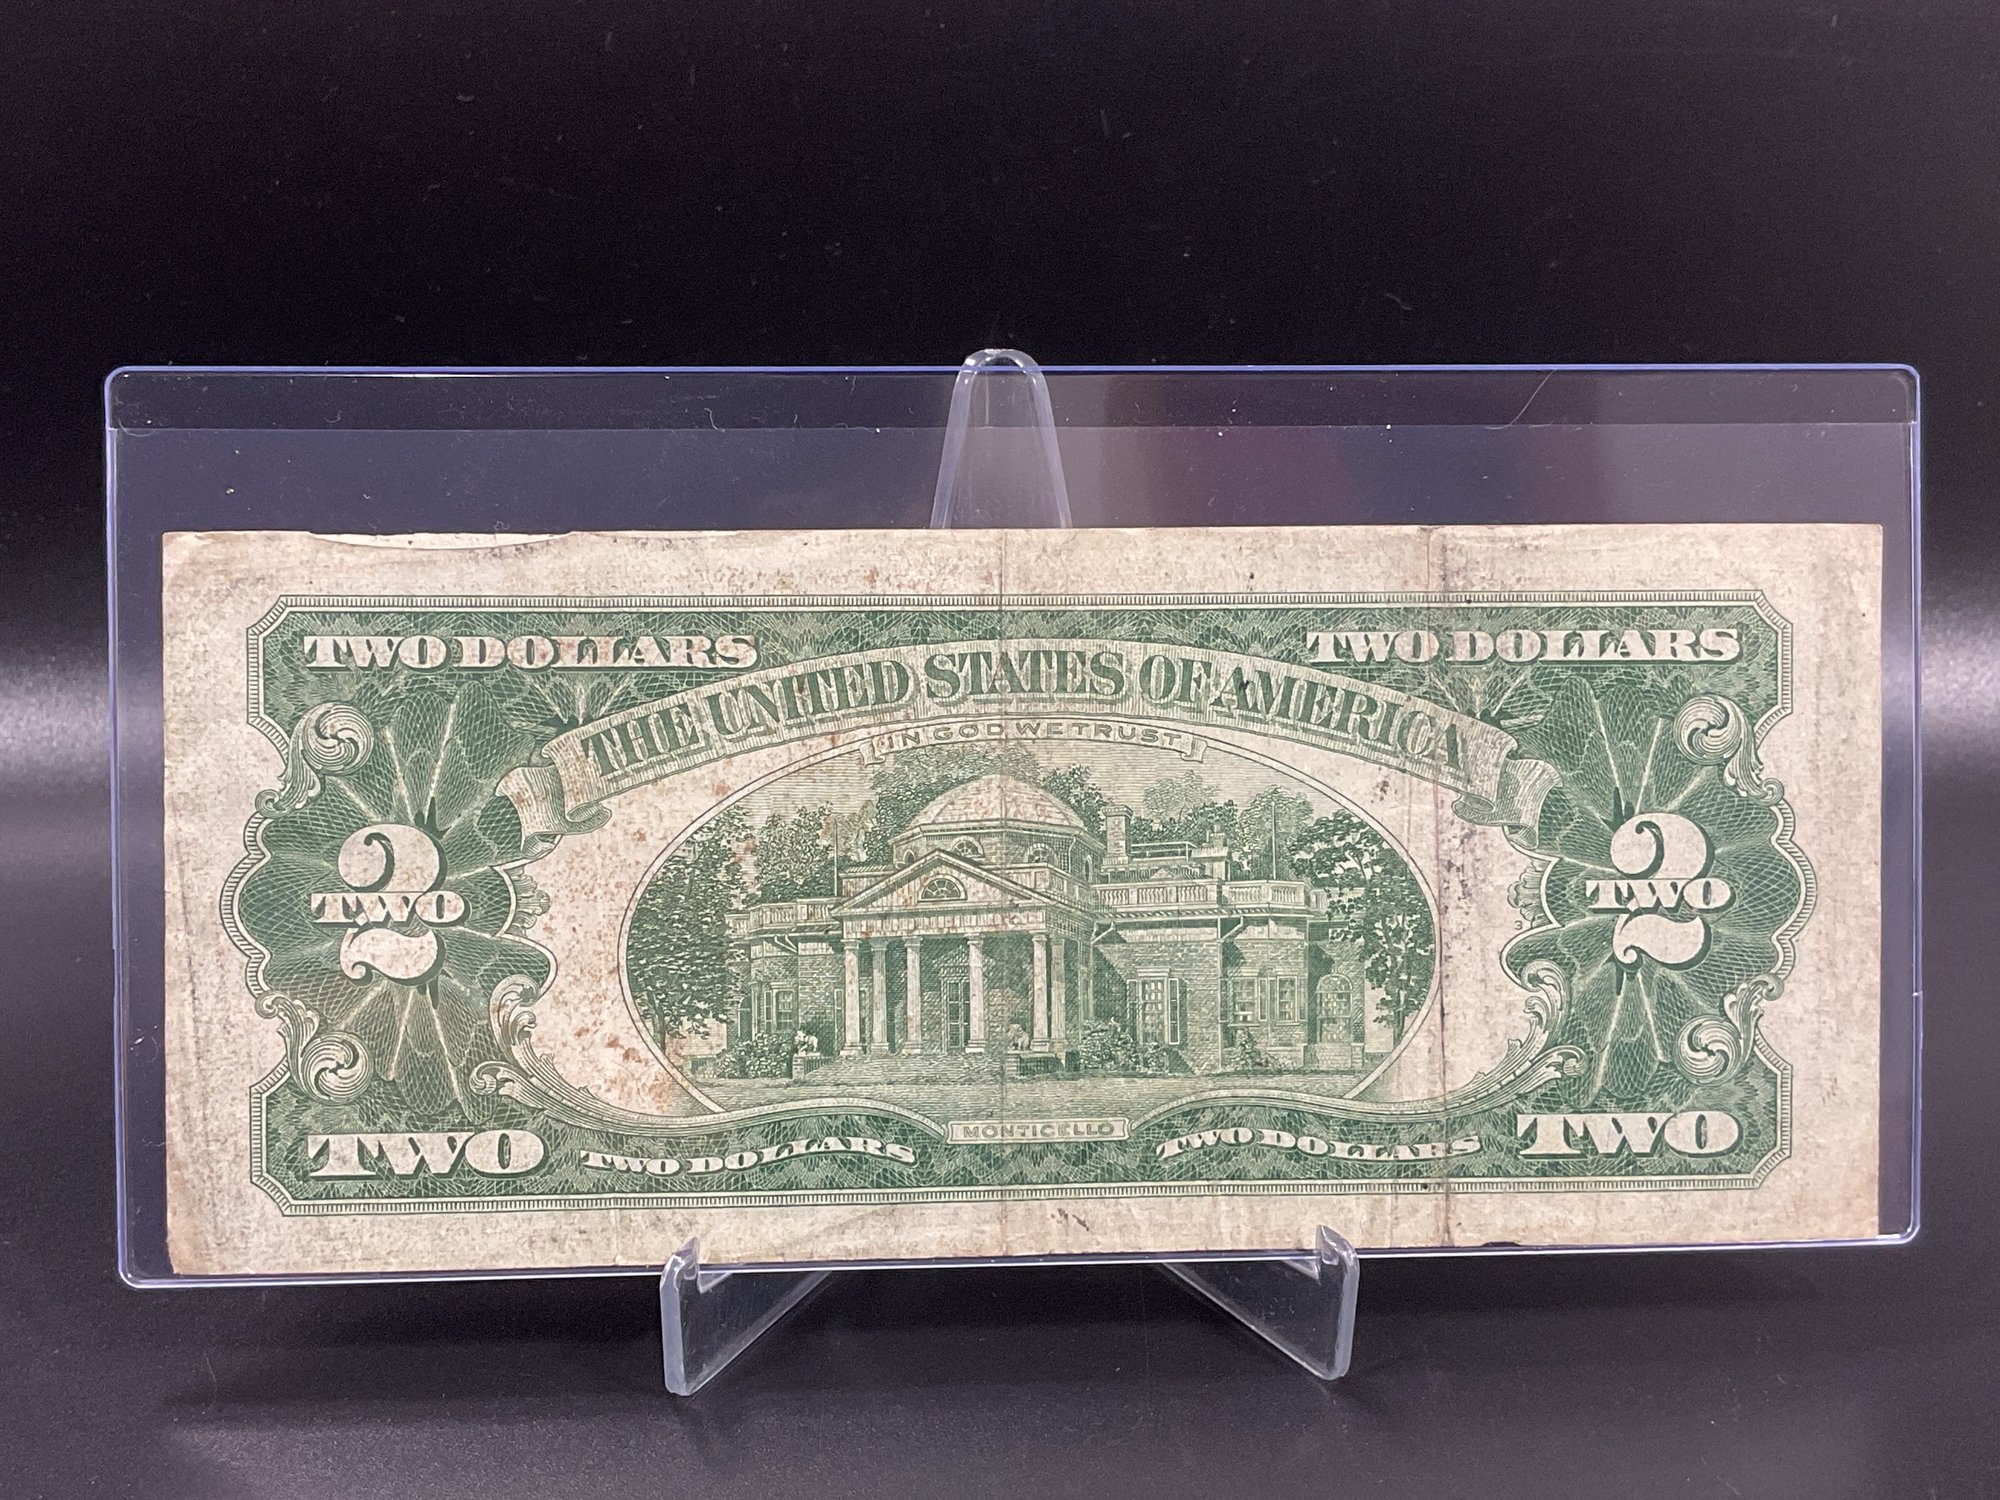 TWO DOLLARS TWO DOLLARS
THE UNITED STATES OF AMERICA
IN GOD WE TRUST
2 2
TWO TWO
3
MONTICELLO
TWO TWO DOLLARS TWO DOLLARS TWO